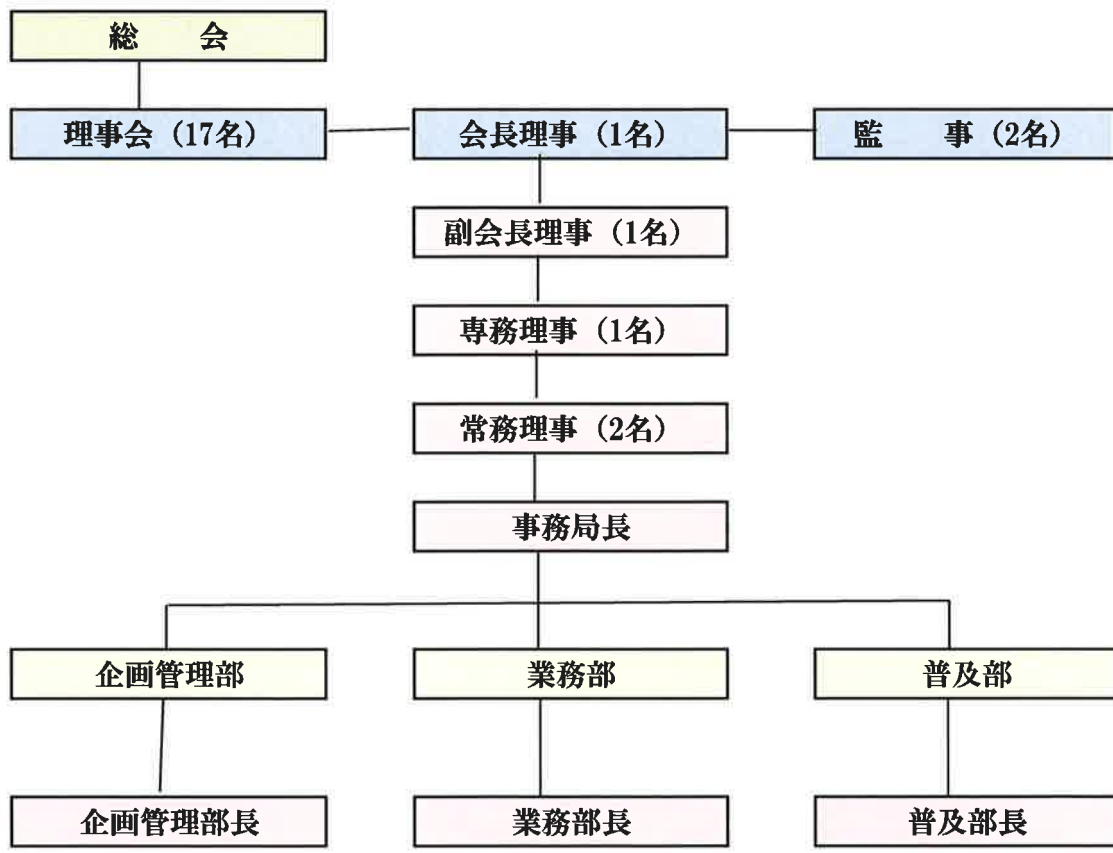 総　　会
理事会（17名）
会長理事（1名）
監　　事（2名）
副会長理事（1名）
専務理事（1名）
常務理事（2名）
事務局長
企画管理部
業務部
普及部
企画管理部長
業務部長
普及部長